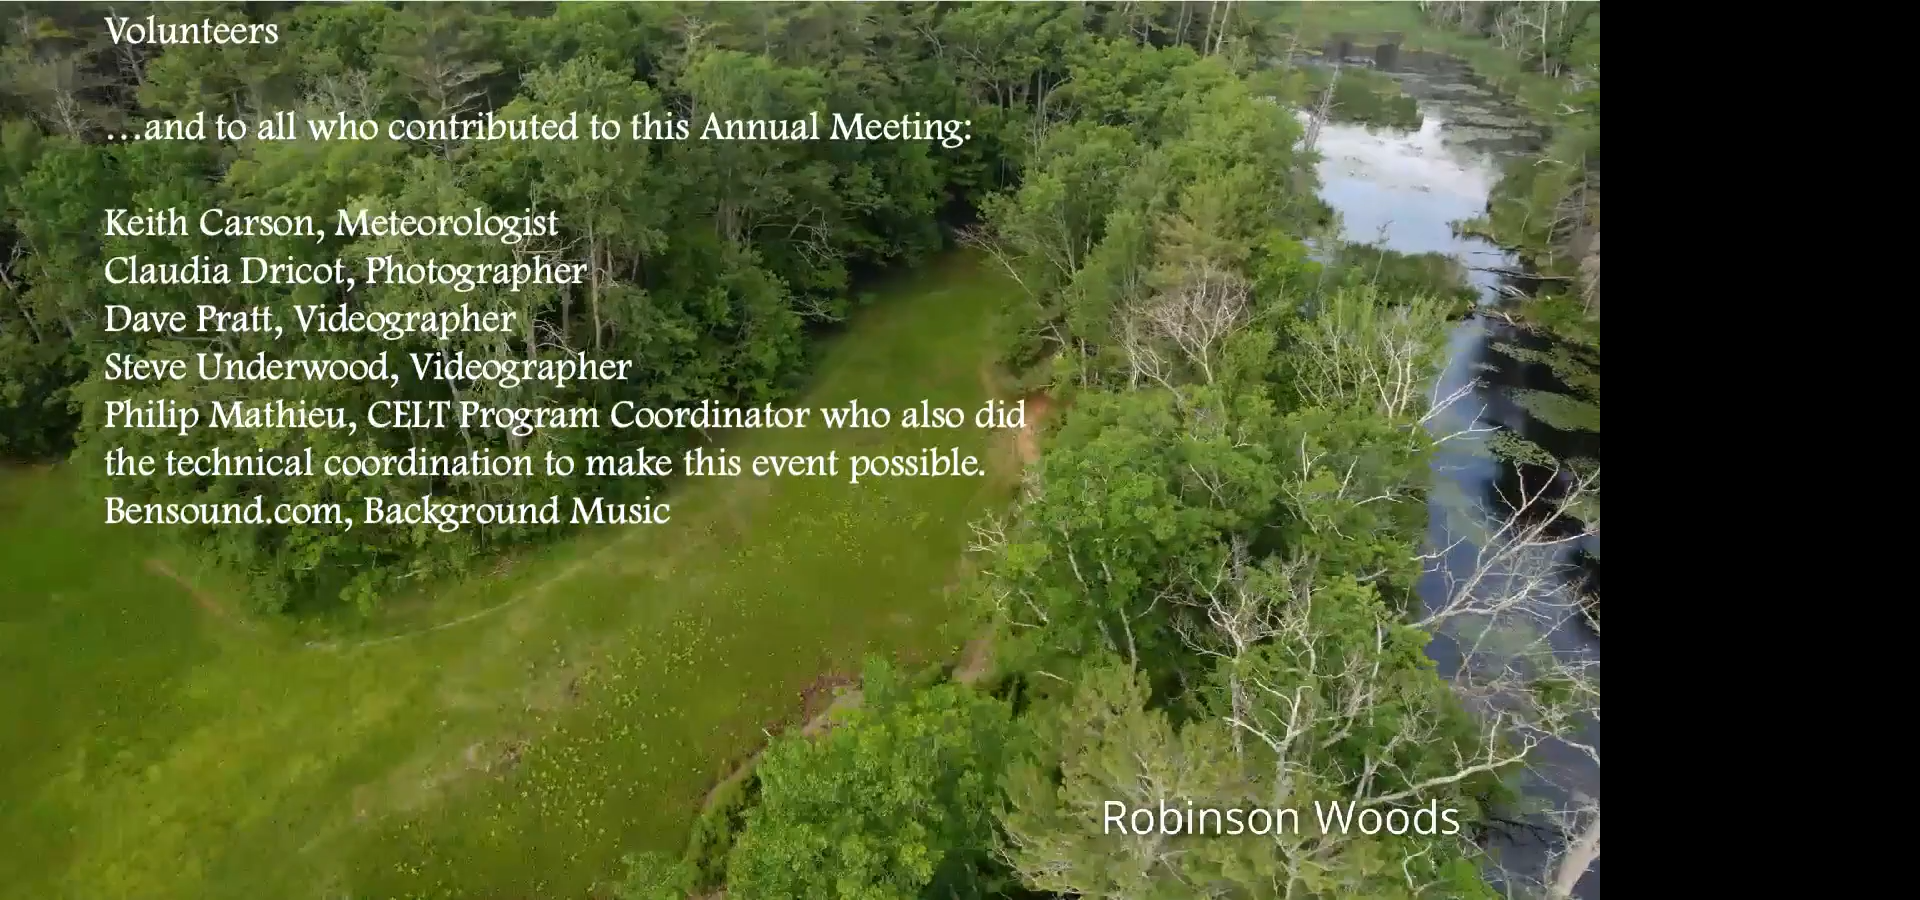 Volunteers
…and to all who contributed to this Annual Meeting:
Keith Carson, Meteorologist
Claudia Dricot, Photographer
Dave Pratt, Videographer
Steve Underwood, Videographer
Philip Mathieu, CELT Program Coordinator who also did
the technical coordination to make this event possible.
Bensound.com, Background Music
Robinson Woods